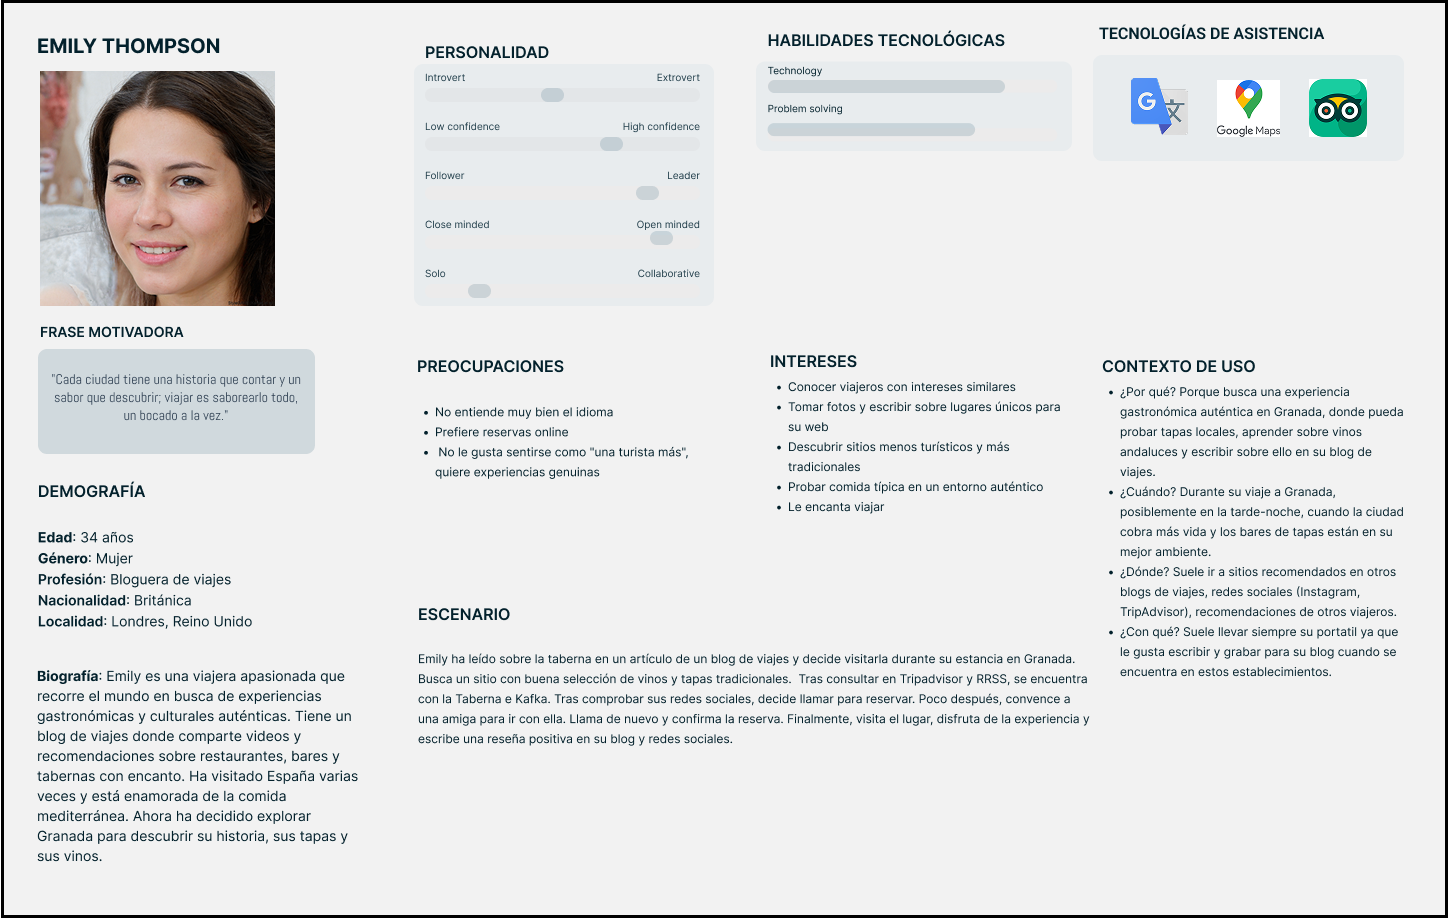 EMILY THOMPSON
FRASE MOTIVADORA
"Cada ciudad tiene una historia que contar y un
sabor que descubrir; viajar es saborearlo todo,
un bocado a la vez."
DEMOGRAFÍA
Edad: 34 años
Género: Mujer
Profesión: Bloguera de viajes
Nacionalidad: Británica
Localidad: Londres, Reino Unido
Biografía: Emily es una viajera apasionada que
recorre el mundo en busca de experiencias
gastronómicas y culturales auténticas. Tiene un
blog de viajes donde comparte videos y
recomendaciones sobre restaurantes, bares y
tabernas con encanto. Ha visitado España varias
veces y está enamorada de la comida
mediterránea. Ahora ha decidido explorar
Granada para descubrir su historia, sus tapas y
sus vinos.
PERSONALIDAD
Introvert Extrovert
Low confidence High confidence
Follower Leader
Close minded Open minded
Solo Collaborative
HABILIDADES TECNOLÓGICAS
Technology
Problem solving
TECNOLOGÍAS DE ASISTENCIA
G 文
Google Maps
PREOCUPACIONES
• No entiende muy bien el idioma
• Prefiere reservas online
• No le gusta sentirse como "una turista más",
quiere experiencias genuinas
INTERESES
• Conocer viajeros con intereses similares
• Tomar fotos y escribir sobre lugares únicos para
su web
• Descubrir sitios menos turísticos y más
tradicionales
• Probar comida típica en un entorno auténtico
• Le encanta viajar
CONTEXTO DE USO
• ¿Por qué? Porque busca una experiencia
gastronómica auténtica en Granada, donde pueda
probar tapas locales, aprender sobre vinos
andaluces y escribir sobre ello en su blog de
viajes.
• ¿Cuándo? Durante su viaje a Granada,
posiblemente en la tarde-noche, cuando la ciudad
cobra más vida y los bares de tapas están en su
mejor ambiente.
• ¿Dónde? Suele ir a sitios recomendados en otros
blogs de viajes, redes sociales (Instagram,
TripAdvisor), recomendaciones de otros viajeros.
• ¿Con qué? Suele llevar siempre su portatil ya que
le gusta escribir y grabar para su blog cuando se
encuentra en estos establecimientos.
ESCENARIO
Emily ha leído sobre la taberna en un artículo de un blog de viajes y decide visitarla durante su estancia en Granada.
Busca un sitio con buena selección de vinos y tapas tradicionales. Tras consultar en Tripadvisor y RRSS, se encuentra
con la Taberna e Kafka. Tras comprobar sus redes sociales, decide llamar para reservar. Poco después, convence a
una amiga para ir con ella. Llama de nuevo y confirma la reserva. Finalmente, visita el lugar, disfruta de la experiencia y
escribe una reseña positiva en su blog y redes sociales.